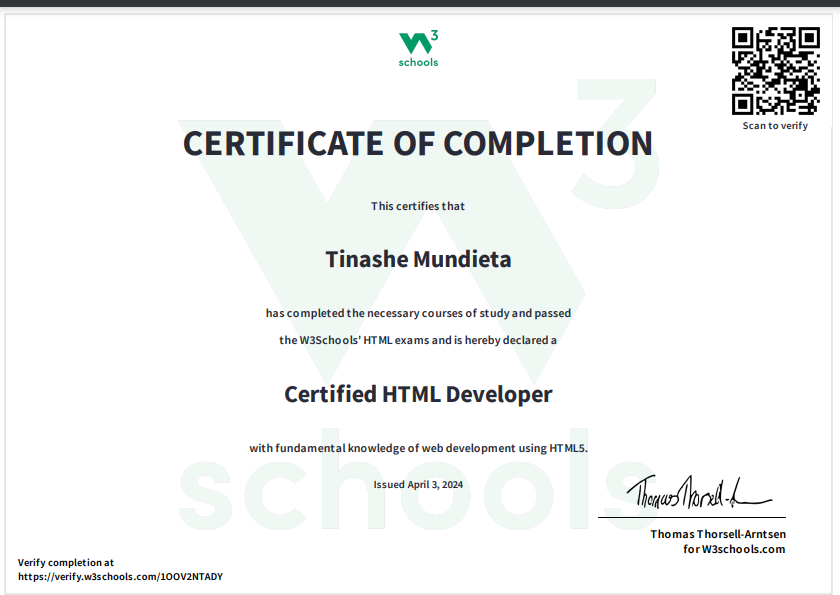 W3
schools
Scan to verify
CERTIFICATE OF COMPLETION
This certifies that
Tinashe Mundieta
has completed the necessary courses of study and passed
the W3Schools' HTML exams and is hereby declared a
Certified HTML Developer
with fundamental knowledge of web development using HTML5.
Issued April 3, 2024
Thomas Thorsell-A
Thomas Thorsell-Arntsen
for W3schools.com
Verify completion at
https://verify.w3schools.com/1OOV2NTADY